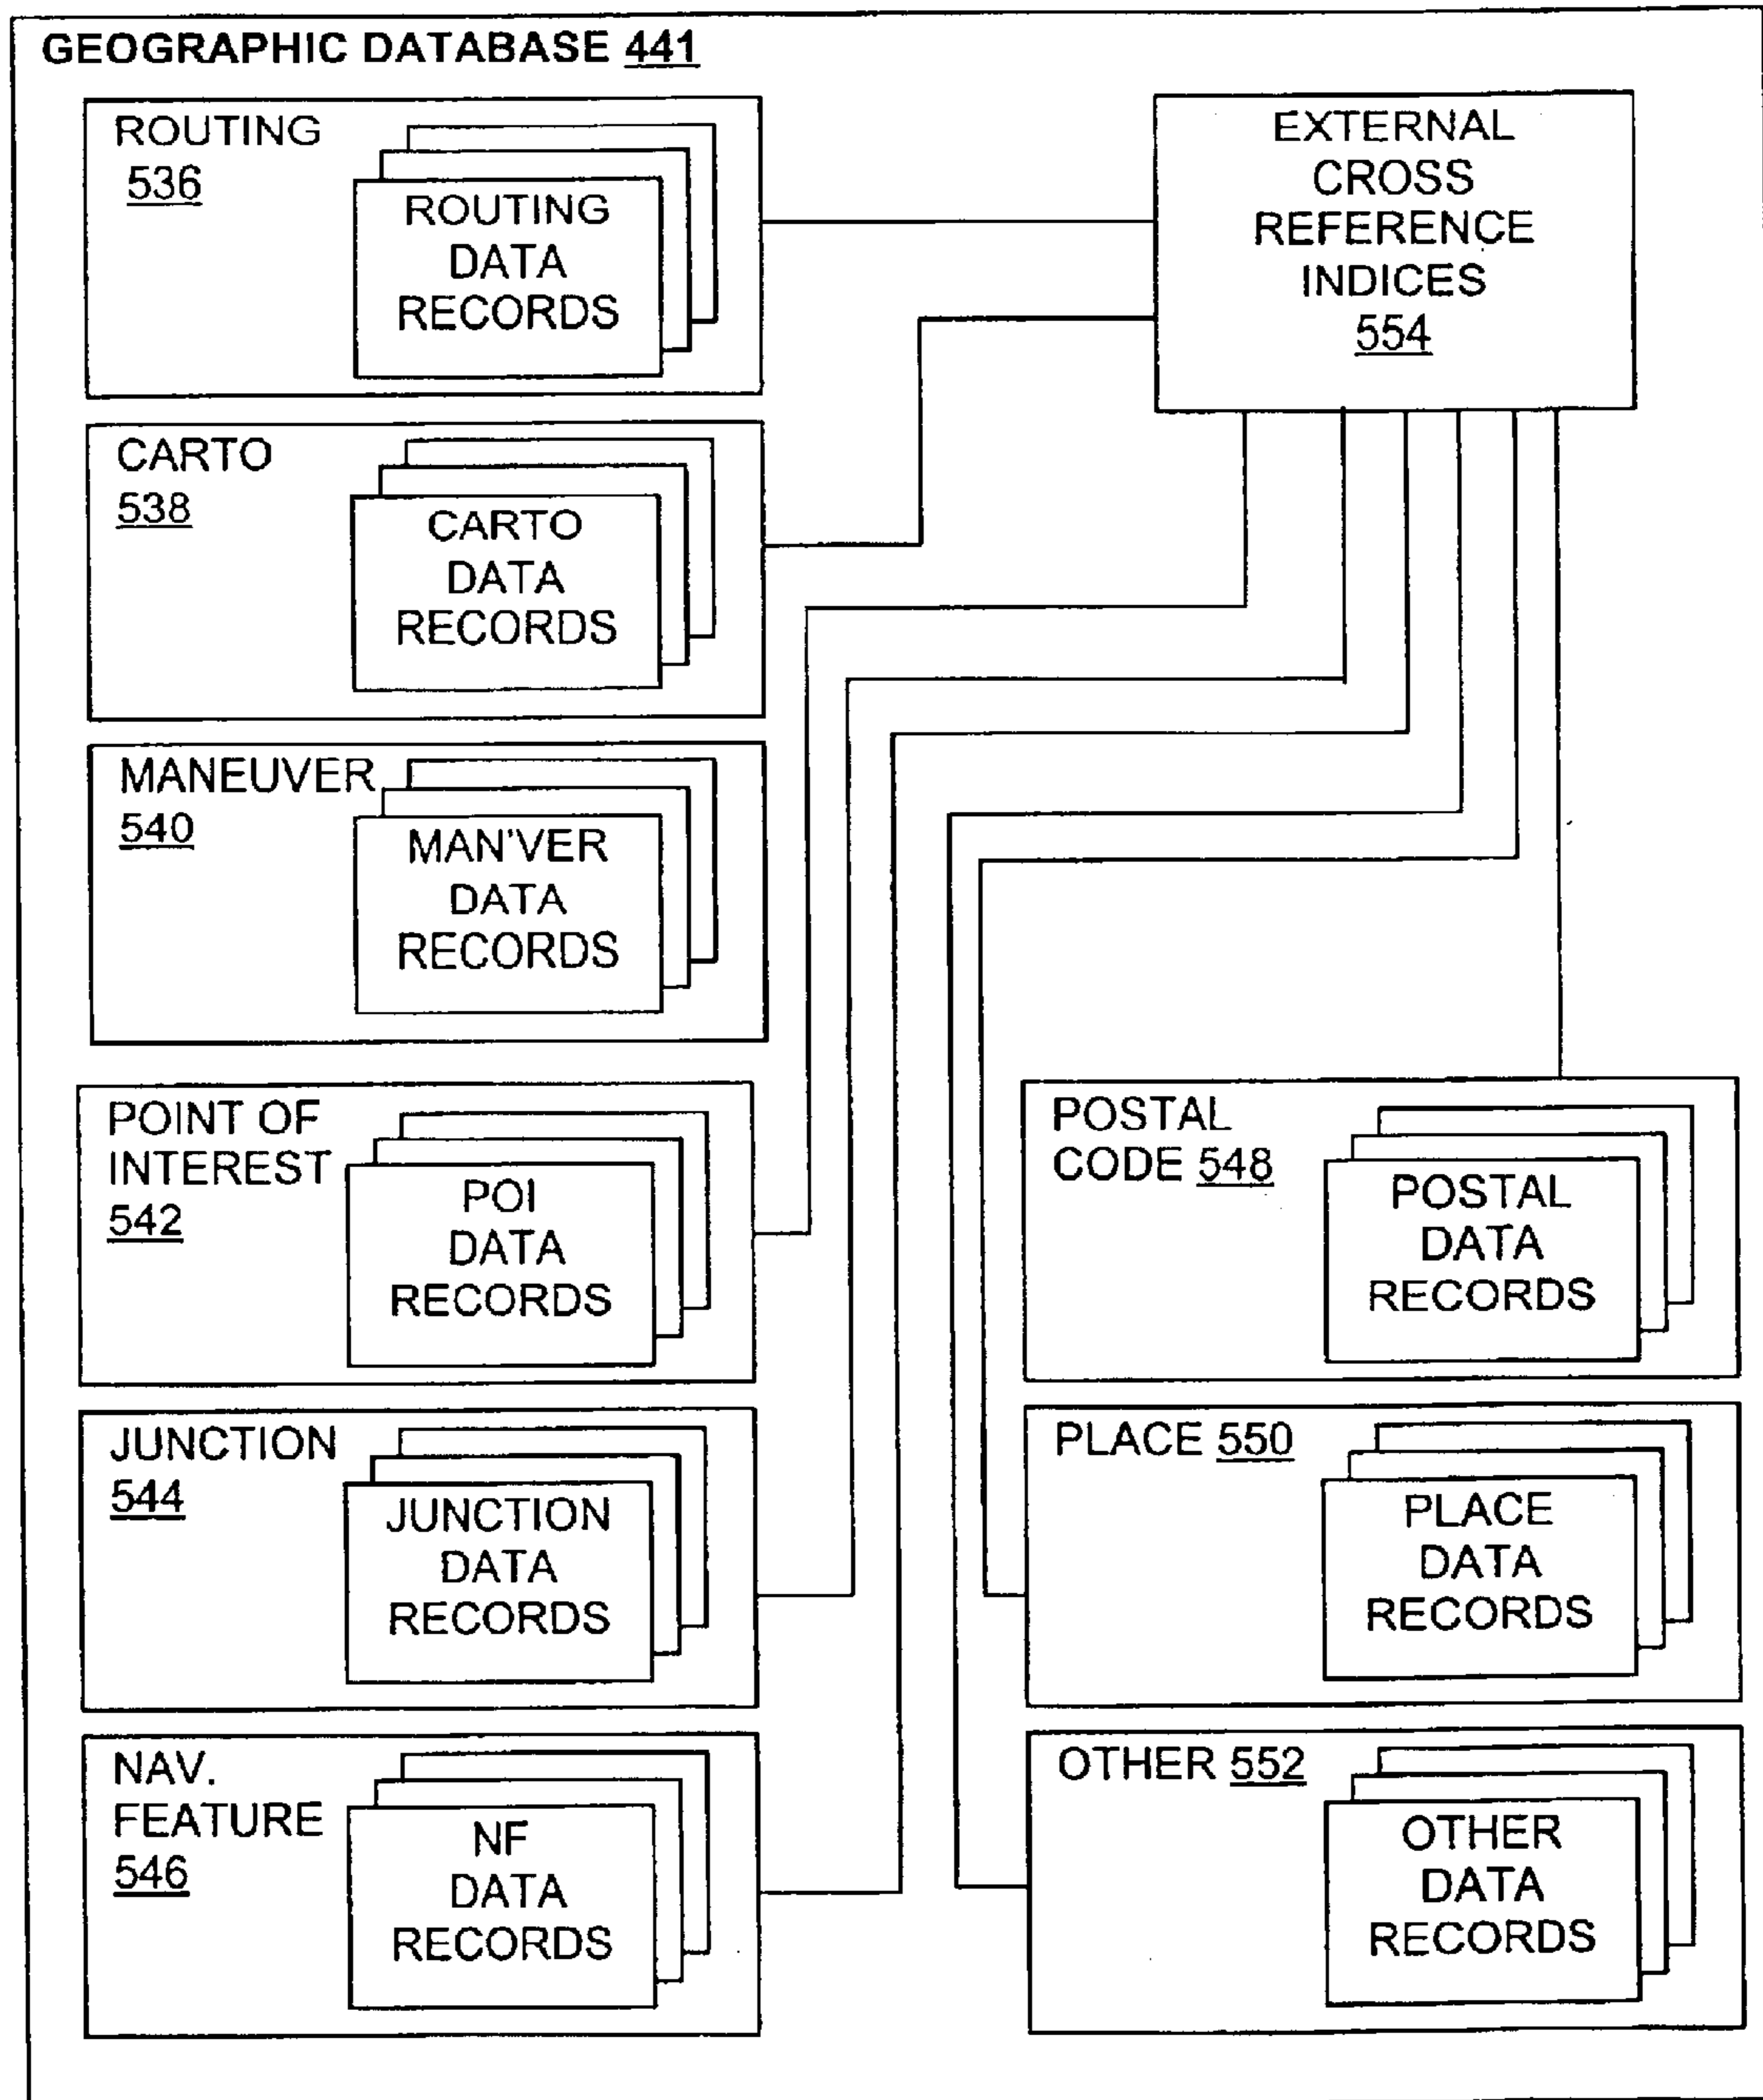 GEOGRAPHIC DATABASE 441
ROUTING
536
ROUTING
DATA
RECORDS
EXTERNAL
CROSS
REFERENCE
INDICES
554
CARTO
538
CARTO
DATA
RECORDS
MANEUVER
540
MAN'VER
DATA
RECORDS
POINT OF
INTEREST
542
POI
DATA
RECORDS
JUNCTION
544
JUNCTION
DATA
RECORDS
NAV.
FEATURE
546
NF
DATA
RECORDS
POSTAL
CODE 548
POSTAL
DATA
RECORDS
PLACE 550
PLACE
DATA
RECORDS
OTHER 552
OTHER
DATA
RECORDS